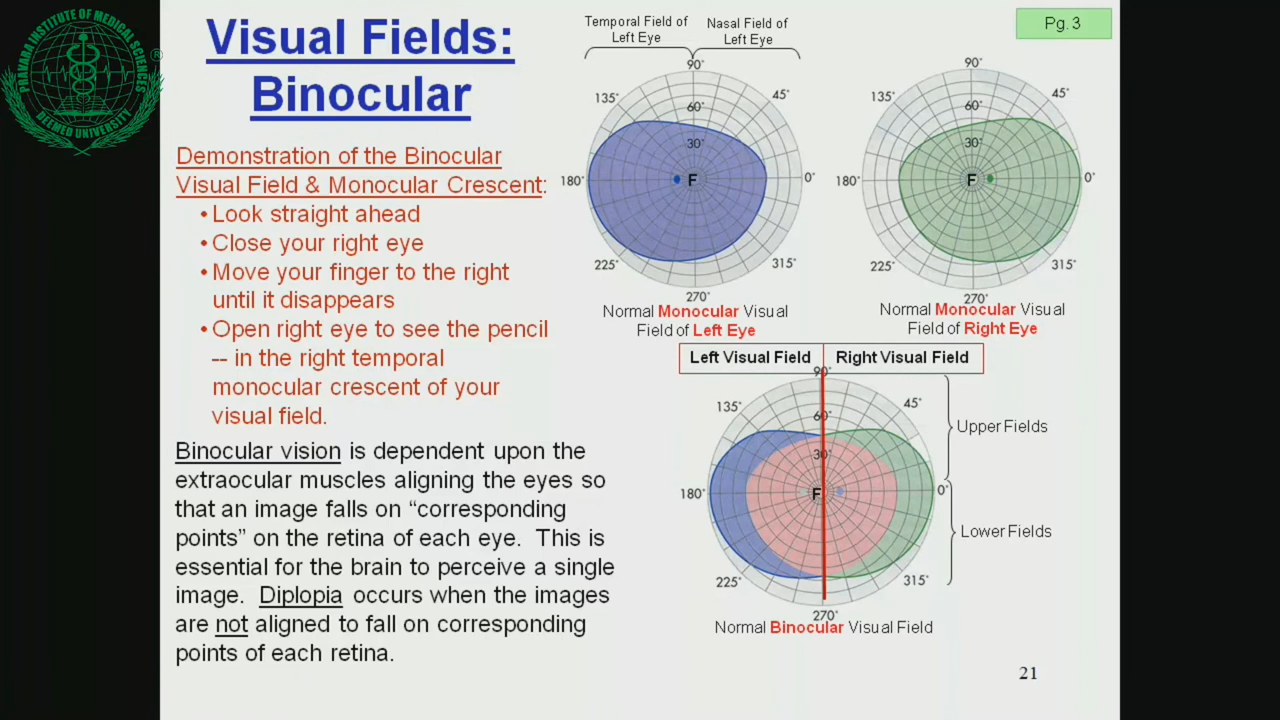 PRAVARA INSTITUTE OF MEDICAL SCIENCES
DEEMED UNIVERSITY
®
Visual Fields:
Binocular
Demonstration of the Binocular
Visual Field & Monocular Crescent:
•Look straight ahead
•Close your right eye
•Move your finger to the right
until it disappears
•Open right eye to see the pencil
-- in the right temporal
monocular crescent of your
visual field.
Binocular vision is dependent upon the
extraocular muscles aligning the eyes so
that an image falls on “corresponding
points” on the retina of each eye. This is
essential for the brain to perceive a single
image. Diplopia occurs when the images
are not aligned to fall on corresponding
points of each retina.
Temporal Field of
Left Eye
Nasal Field of
Left Eye
90°
135°
45°
60°
30°
180°
F
0°
225°
315°
270°
Normal Monocular Visual
Field of Left Eye
Pg. 3
90°
135°
45°
60°
30°
180°
F
0°
225°
315°
270°
Normal Monocular Visual
Field of Right Eye
Left Visual Field
Right Visual Field
90°
135°
45°
60°
30°
180°
F
0°
225°
315°
270°
Upper Fields
Lower Fields
Normal Binocular Visual Field
21